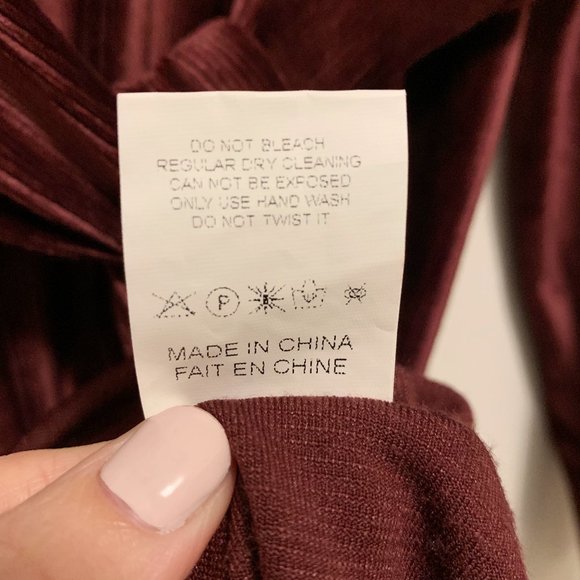 DO NOT BLEACH
REGULAR DRY CLEANING
CAN NOT BE EXPOSED
ONLY USE HAND WASH
DO NOT TWIST IT
P
MADE IN CHINA
FAIT EN CHINE